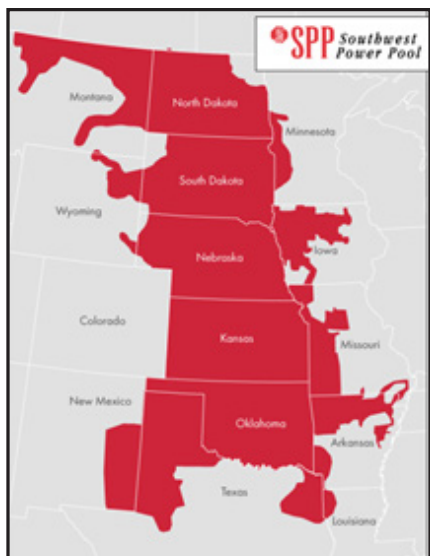 SPP Southwest
Power Pool
Montana
North Dakota
Minnesota
South Dakota
Wyoming
Iowa
Nebraska
Colorado
Kansas
Missouri
New Mexico
Oklahoma
Arkansas
Texas
Louisiana